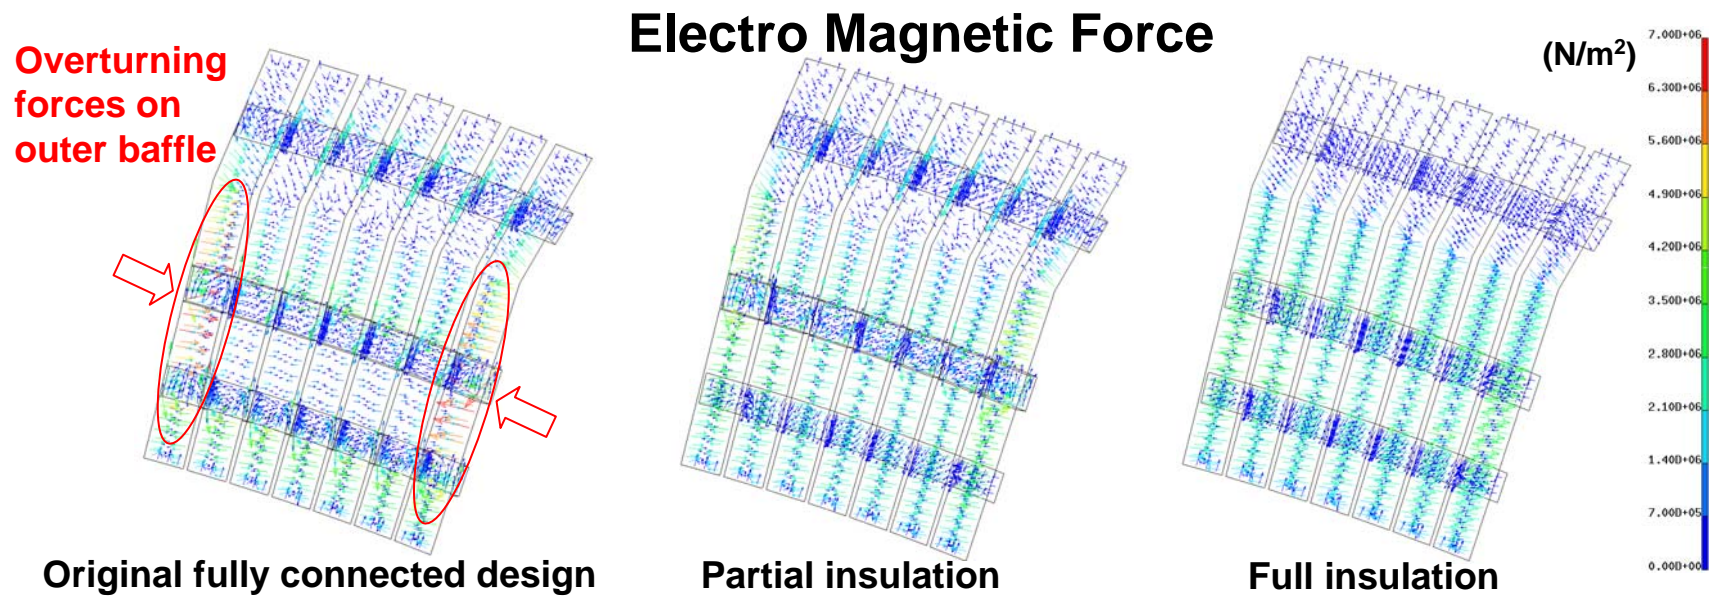 Electro Magnetic Force
Overturning
forces on
outer baffle
(N/m²)
7.00D+06
6.30D+06
5.60D+06
4.90D+06
4.20D+06
3.50D+06
2.80D+06
2.10D+06
1.40D+06
7.00D+05
0.00D+00
Original fully connected design
Partial insulation
Full insulation